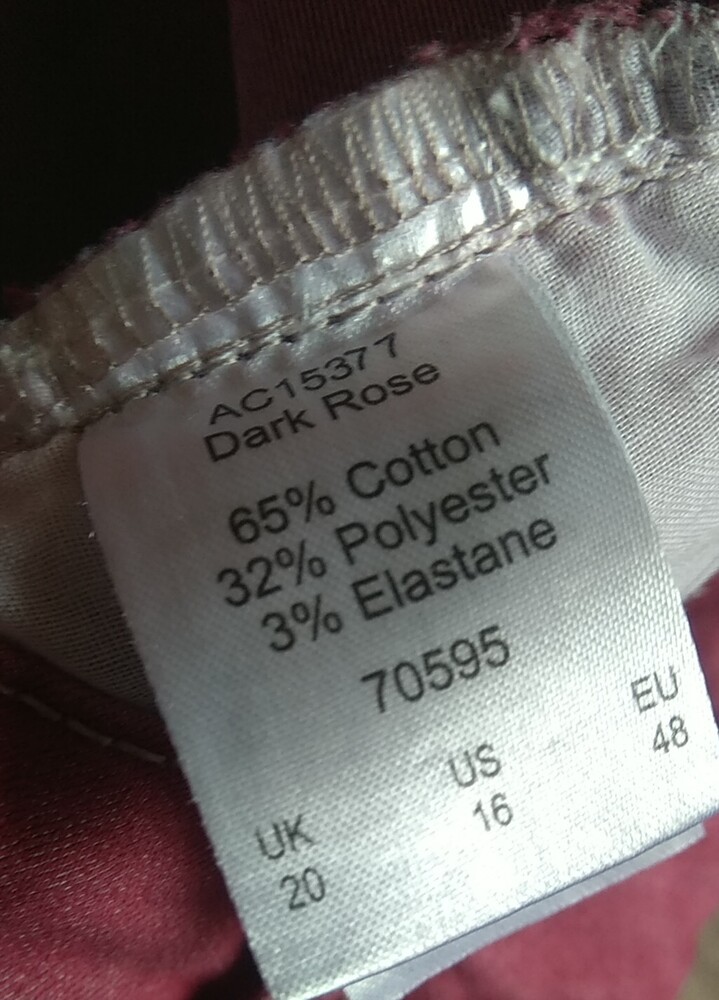 AC15377
Dark Rose
65% Cotton
32% Polyester
3% Elastane
70595
UK US EU
20 16 48